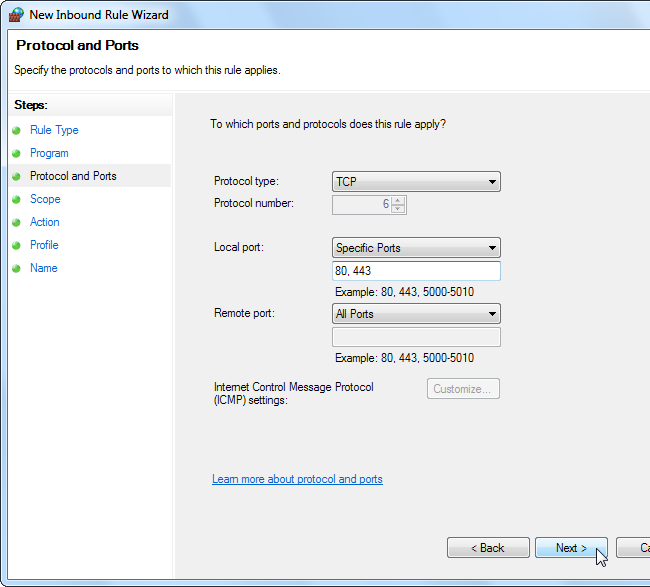 New Inbound Rule Wizard
Protocol and Ports
Specify the protocols and ports to which this rule applies.
Steps:
Rule Type
Program
Protocol and Ports
Scope
Action
Profile
Name
To which ports and protocols does this rule apply?
Protocol type: TCP
Protocol number: 6
Local port: Specific Ports
80, 443
Example: 80, 443, 5000-5010
Remote port: All Ports
Example: 80, 443, 5000-5010
Internet Control Message Protocol
(ICMP) settings:
Customize...
Learn more about protocol and ports
< Back Next > Ca